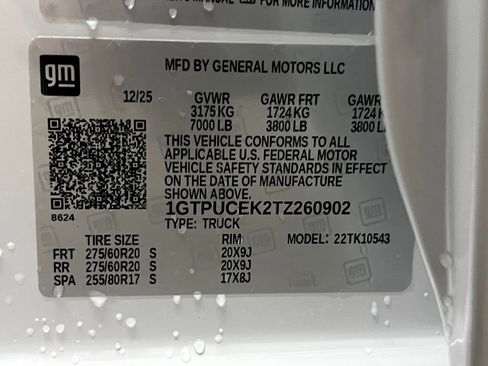 FOR MORE INFORMATION
gm
MFD BY GENERAL MOTORS LLC
12/25 GVWR GAWR FRT GAWR
3175 KG 1724 KG 1724 KG
7000 LB 3800 LB 3800 LB
THIS VEHICLE CONFORMS TO ALL
APPLICABLE U.S. FEDERAL MOTOR
VEHICLE SAFETY STANDARDS IN EFFECT
ON THE DATE OF MANUFACTURE
SHOWN ABOVE.
1GTPUCEK2TZ260902
8624
TYPE: TRUCK
TIRE SIZE RIM MODEL: 22TK10543
FRT 275/60R20 S 20X9J
RR 275/60R20 S 20X9J
SPA 255/80R17 S 17X8J